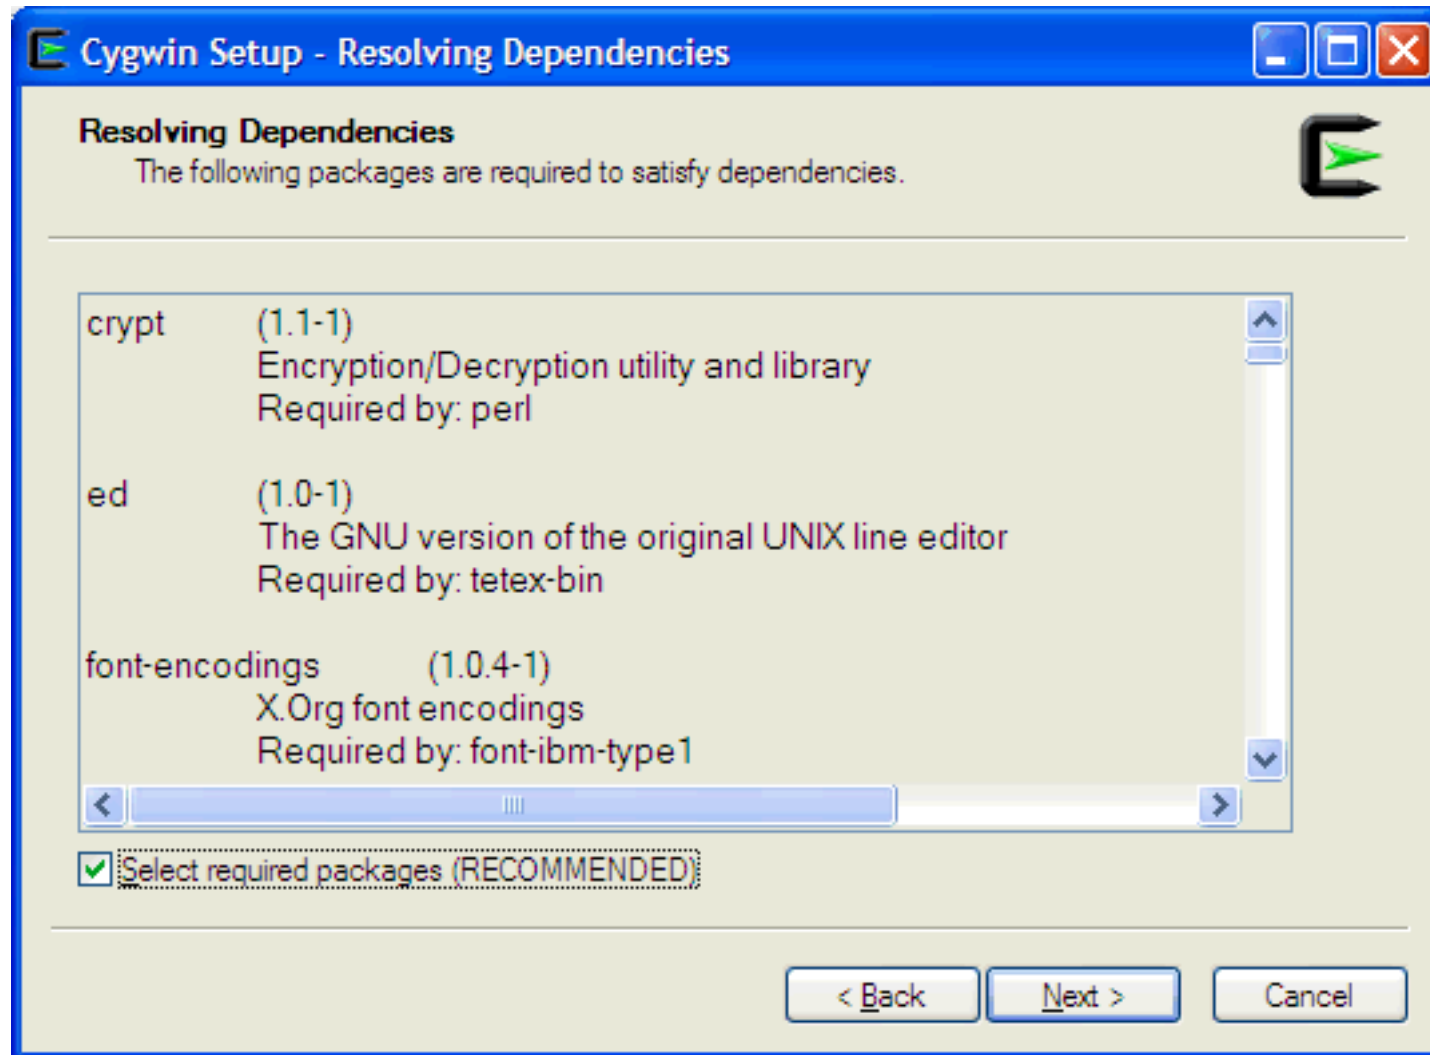 Cygwin Setup - Resolving Dependencies
Resolving Dependencies
The following packages are required to satisfy dependencies.
crypt (1.1-1)
Encryption/Decryption utility and library
Required by: perl
ed (1.0-1)
The GNU version of the original UNIX line editor
Required by: tetex-bin
font-encodings (1.0.4-1)
X.Org font encodings
Required by: font-ibm-type1
Select required packages (RECOMMENDED)
< Back Next > Cancel